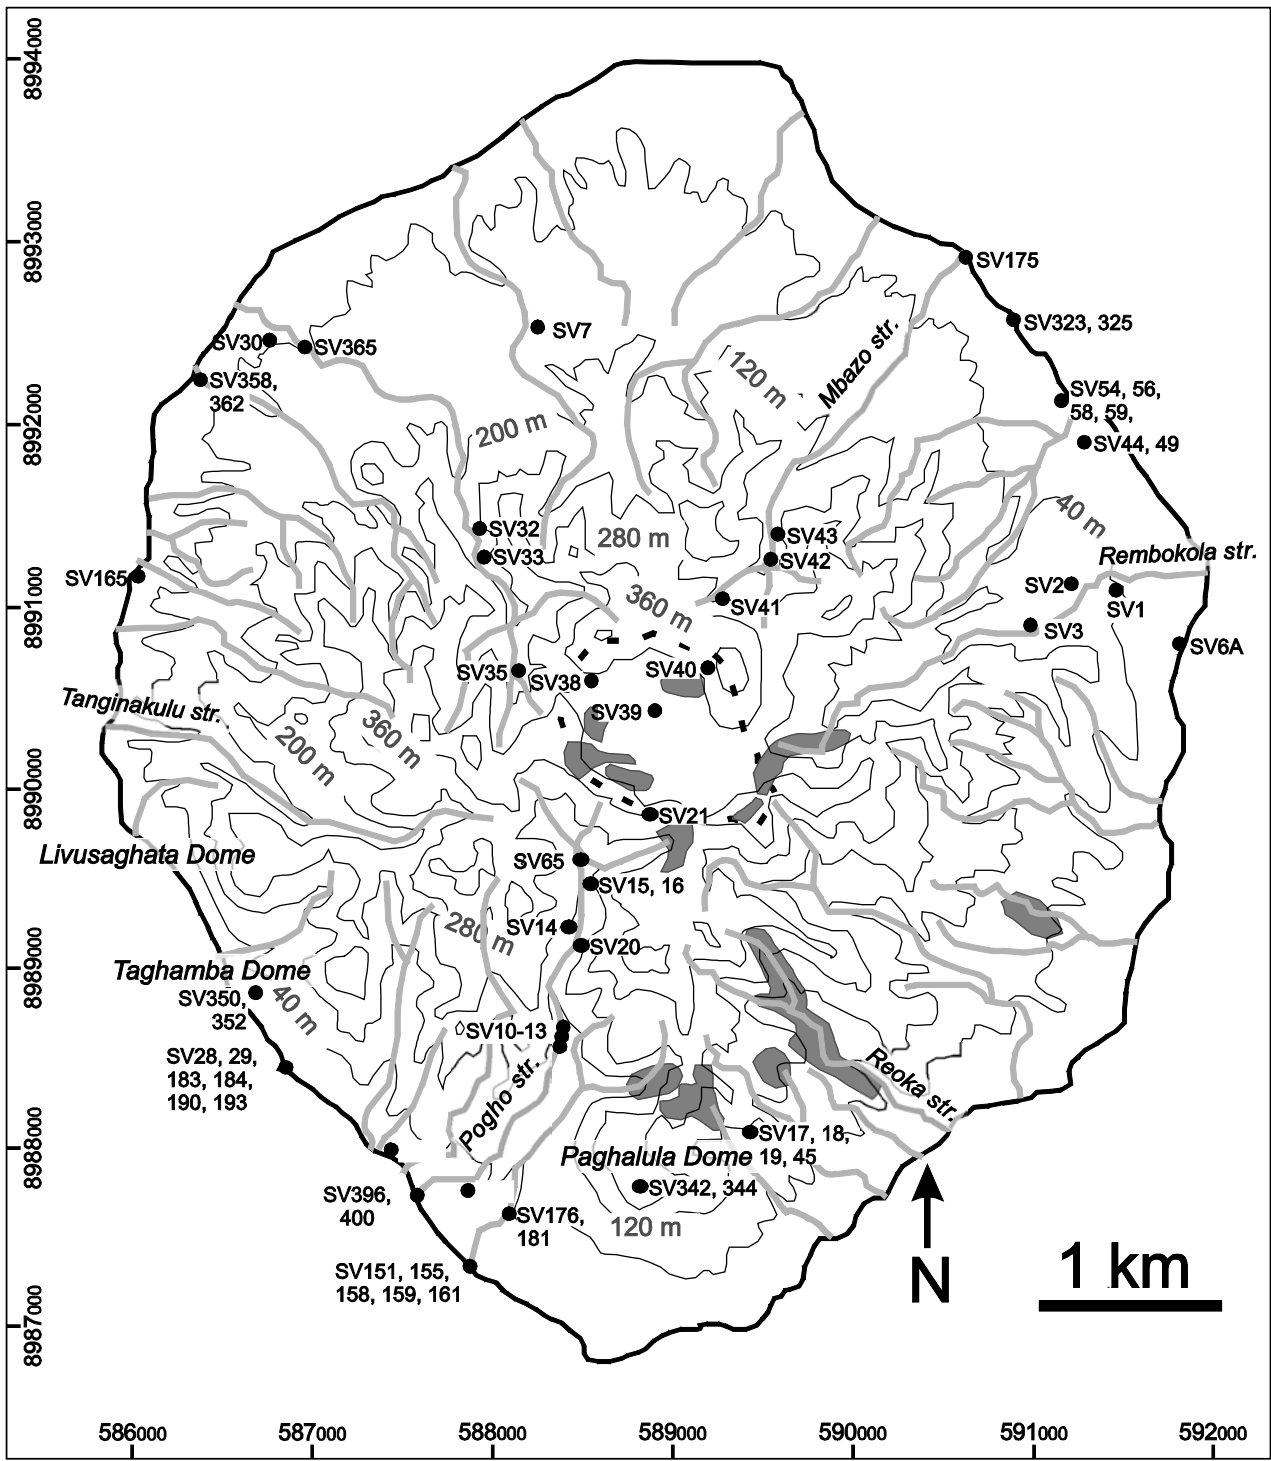 8994000
8993000
8992000
8991000
8990000
8989000
8988000
8987000
SV175
SV323, 325
SV7
SV30
SV365
SV358,
362
120 m
Mbazo str.
SV54, 56,
58, 59,
SV44, 49
200 m
40 m
SV32
SV33
280 m
SV43
SV42
Rembokola str.
SV165
SV2
SV1
360 m
SV41
SV3
SV6A
SV35
SV38
SV40
SV39
Tanginakulu str.
360 m
200 m
SV21
Livusaghata Dome
SV65
SV15, 16
280 m
SV14
SV20
Taghamba Dome
SV350,
352
40 m
SV10-13
SV28, 29,
183, 184,
190, 193
Pogho str.
Reoka str.
SV17, 18,
19, 45
Paghalula Dome
SV342, 344
SV396,
400
SV176,
181
120 m
SV151, 155,
158, 159, 161
N
1 km
586000
587000
588000
589000
590000
591000
592000